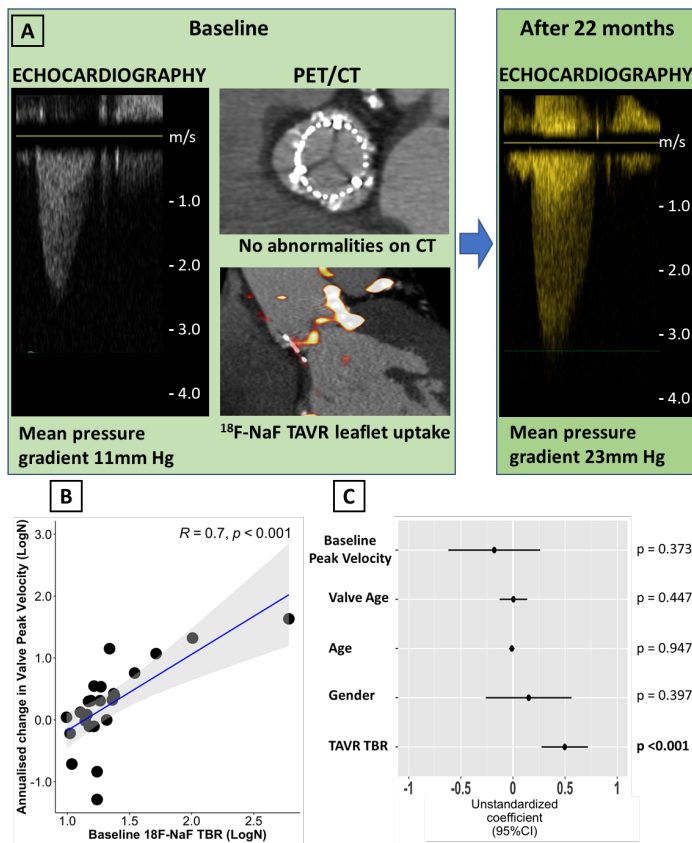 A
Baseline
ECHOCARDIOGRAPHY
m/s
- 1.0
- 2.0
- 3.0
- 4.0
Mean pressure
gradient 11mm Hg
PET/CT
No abnormalities on CT
18F-NaF TAVR leaflet uptake
After 22 months
ECHOCARDIOGRAPHY
m/s
- 1.0
- 2.0
- 3.0
- 4.0
Mean pressure
gradient 23mm Hg
B
Annualised change in Valve Peak Velocity (LogN)
3.0
2.0
1.0
0.0
-1.0
R = 0.7, p < 0.001
1.0 1.5 2.0 2.5
Baseline 18F-NaF TBR (LogN)
C
Baseline
Peak Velocity
p = 0.373
Valve Age
p = 0.447
Age
p = 0.947
Gender
p = 0.397
TAVR TBR
p <0.001
-1 -0.5 0 0.5 1
Unstandardized
coefficient
(95%CI)